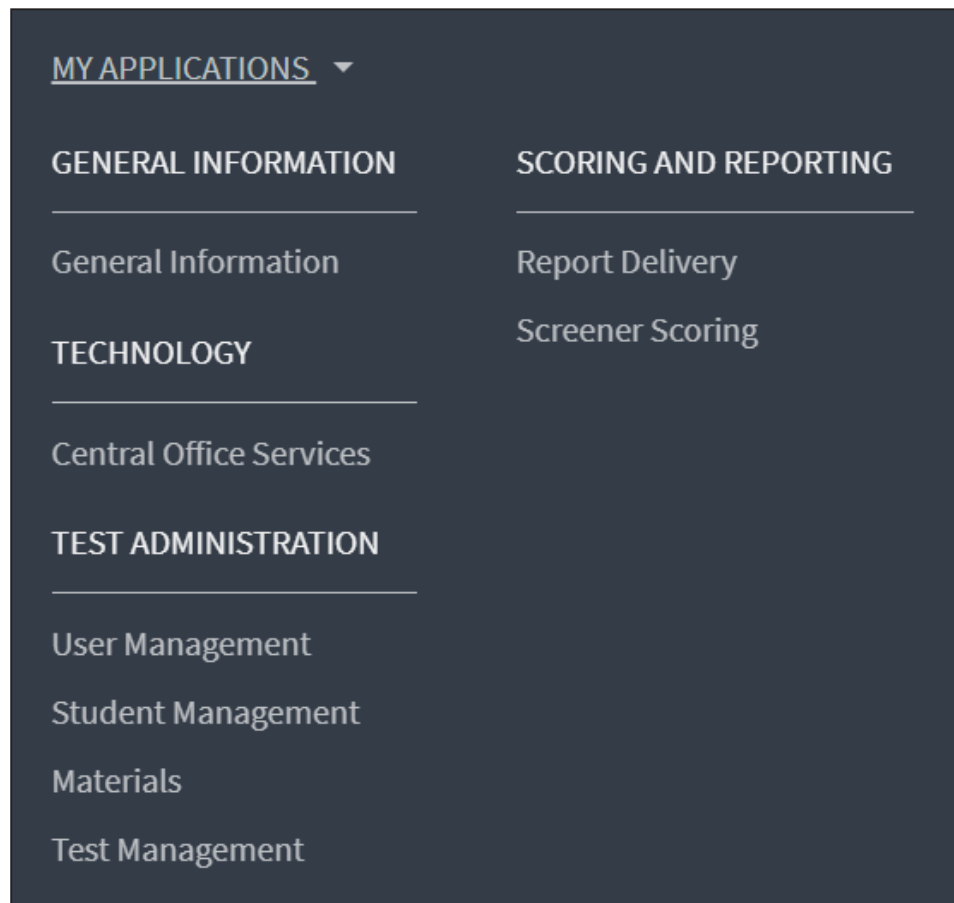 MY APPLICATIONS
GENERAL INFORMATION
General Information
TECHNOLOGY
Central Office Services
TEST ADMINISTRATION
User Management
Student Management
Materials
Test Management
SCORING AND REPORTING
Report Delivery
Screener Scoring